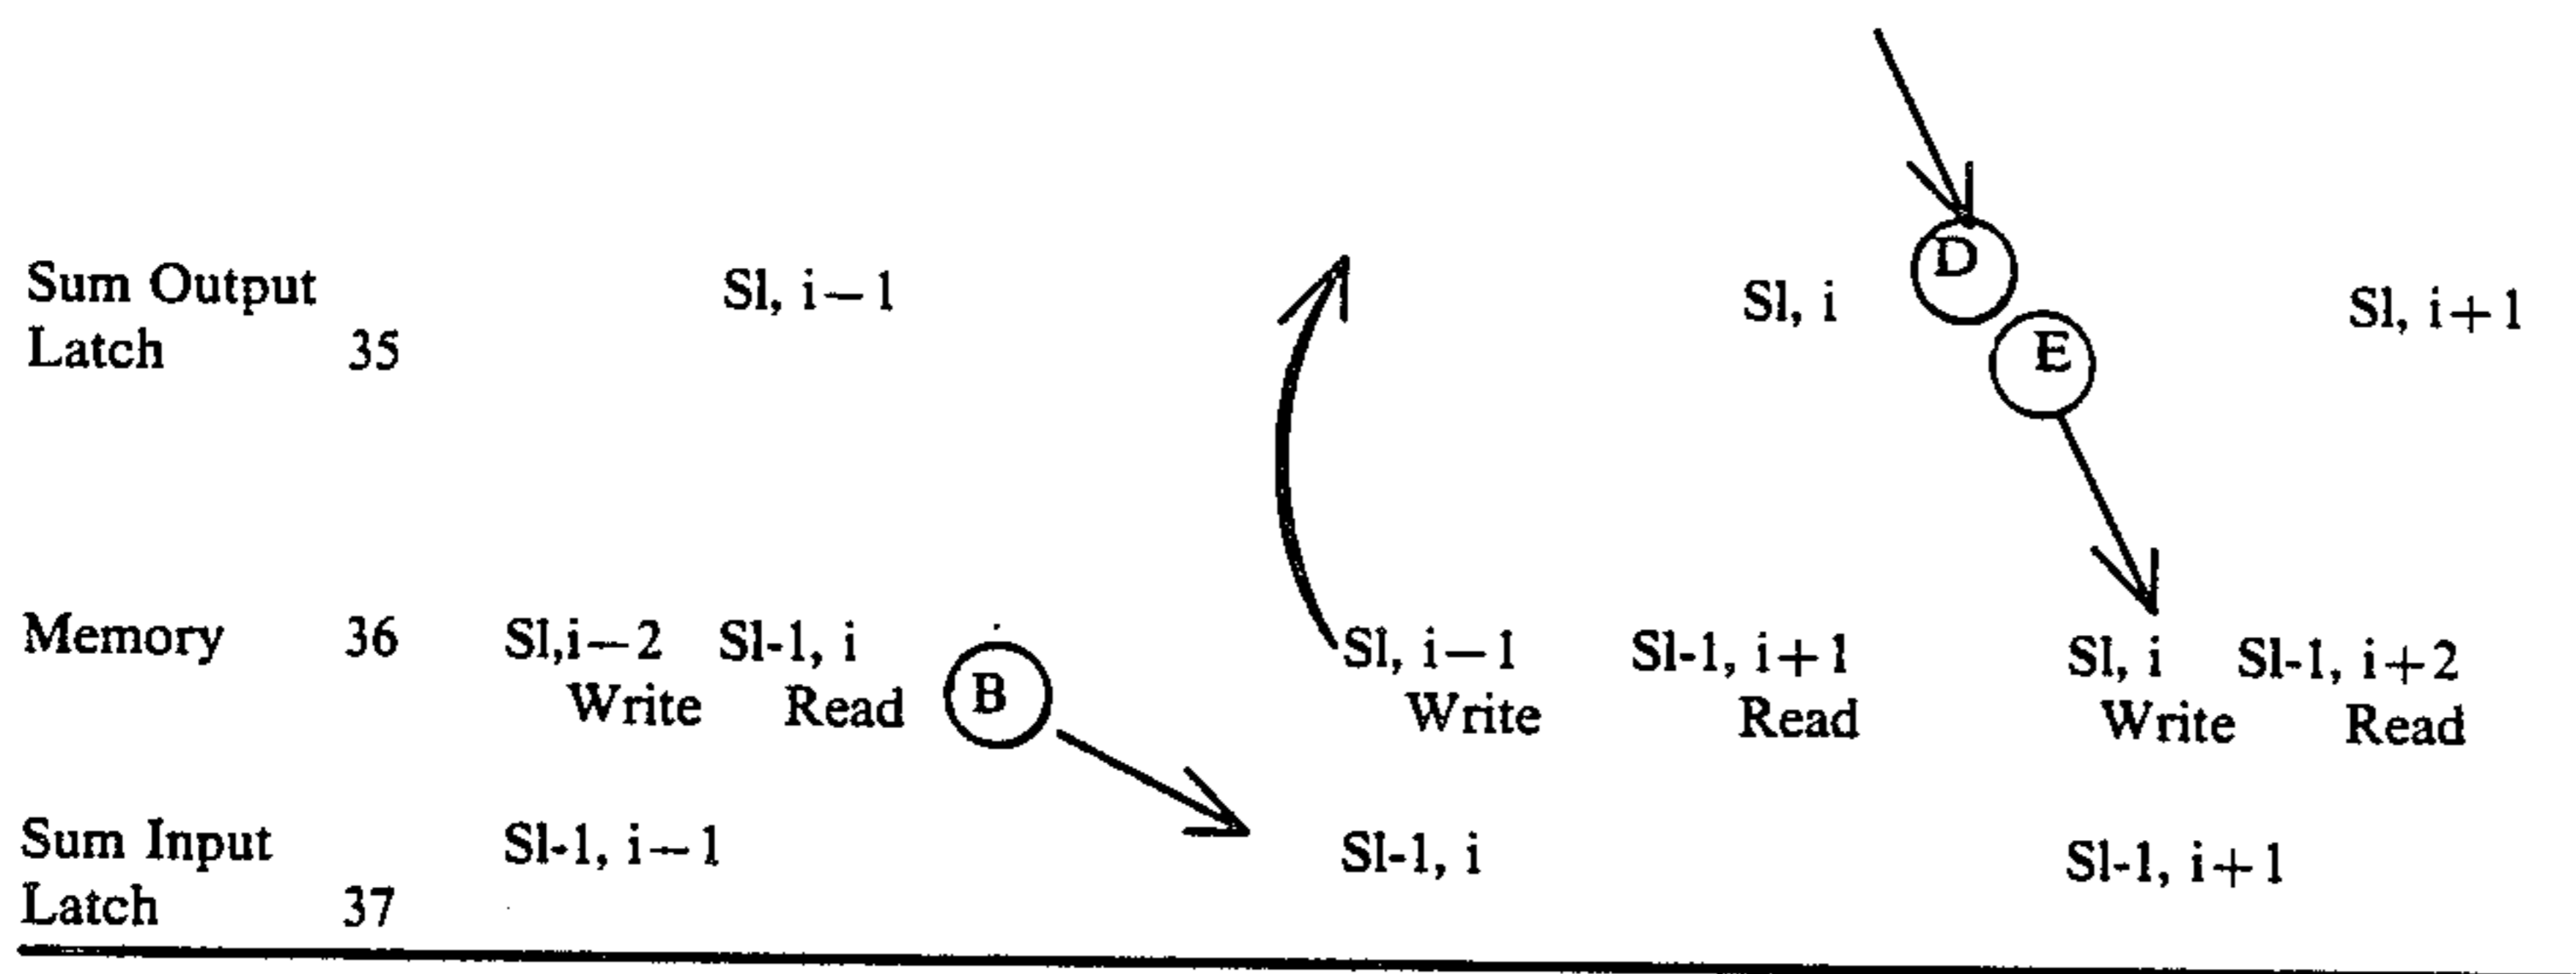 D
Sum Output Sl, i−1 Sl, i Sl, i+1
Latch 35 E
Memory 36 Sl,i−2 Sl-1, i Sl, i−1 Sl-1, i+1 Sl, i Sl-1, i+2
Write Read B Write Read Write Read
Sum Input Sl-1, i−1 Sl-1, i Sl-1, i+1
Latch 37